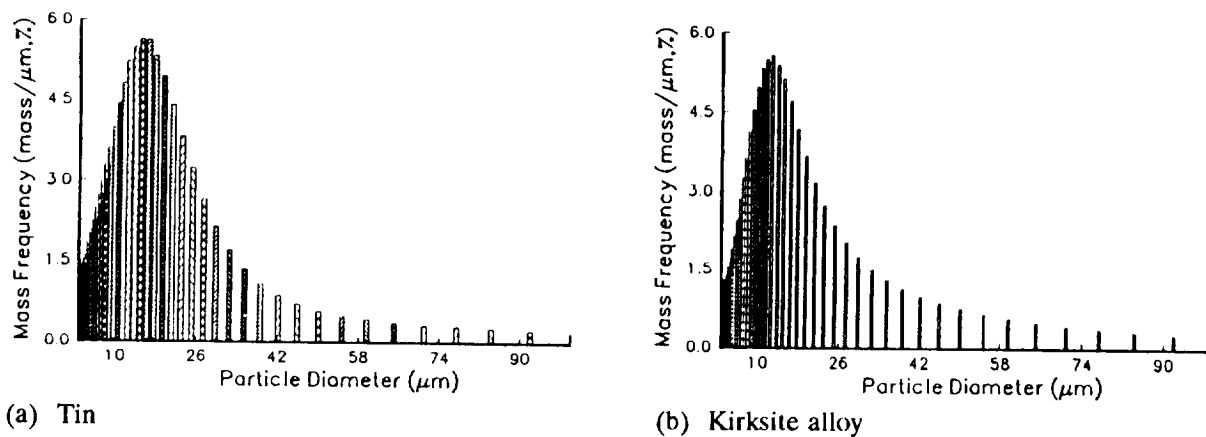 6.0
4.5
3.0
1.5
0.0
Mass Frequency (mass/μm,%)
10 26 42 58 74 90
Particle Diameter (μm)
(a) Tin
6.0
4.5
3.0
1.5
0.0
Mass Frequency (mass/μm,%)
10 26 42 58 74 90
Particle Diameter (μm)
(b) Kirksite alloy